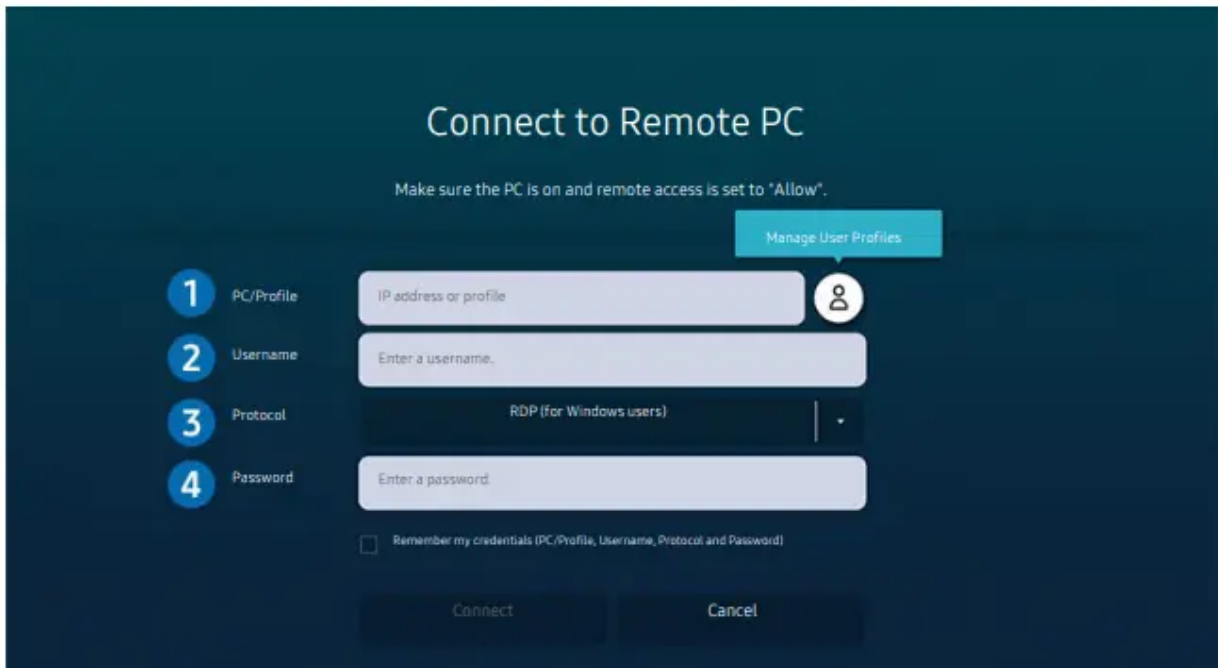 Connect to Remote PC
Make sure the PC is on and remote access is set to "Allow".
Manage User Profiles
1 PC/Profile IP address or profile
2 Username Enter a username.
3 Protocol RDP (for Windows users)
4 Password Enter a password.
Remember my credentials (PC/Profile, Username, Protocol and Password)
Connect Cancel